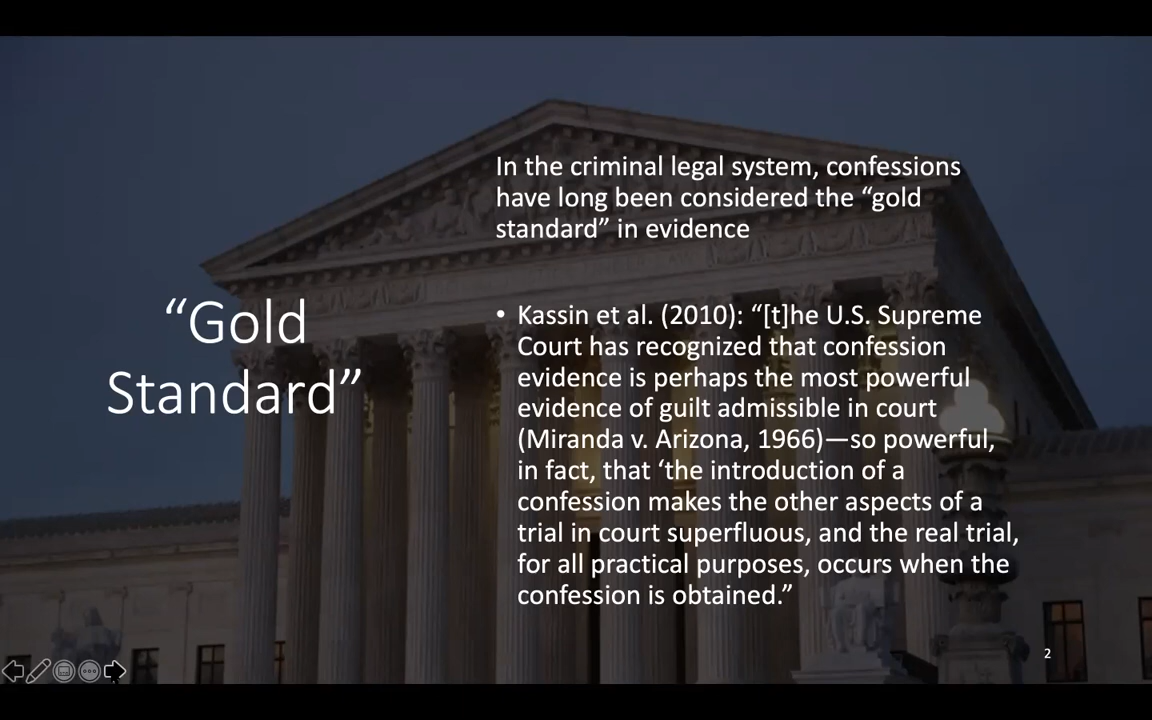 “Gold
Standard”
In the criminal legal system, confessions
have long been considered the “gold
standard” in evidence
• Kassin et al. (2010): “[t]he U.S. Supreme
Court has recognized that confession
evidence is perhaps the most powerful
evidence of guilt admissible in court
(Miranda v. Arizona, 1966)—so powerful,
in fact, that ‘the introduction of a
confession makes the other aspects of a
trial in court superfluous, and the real trial,
for all practical purposes, occurs when the
confession is obtained.”
2